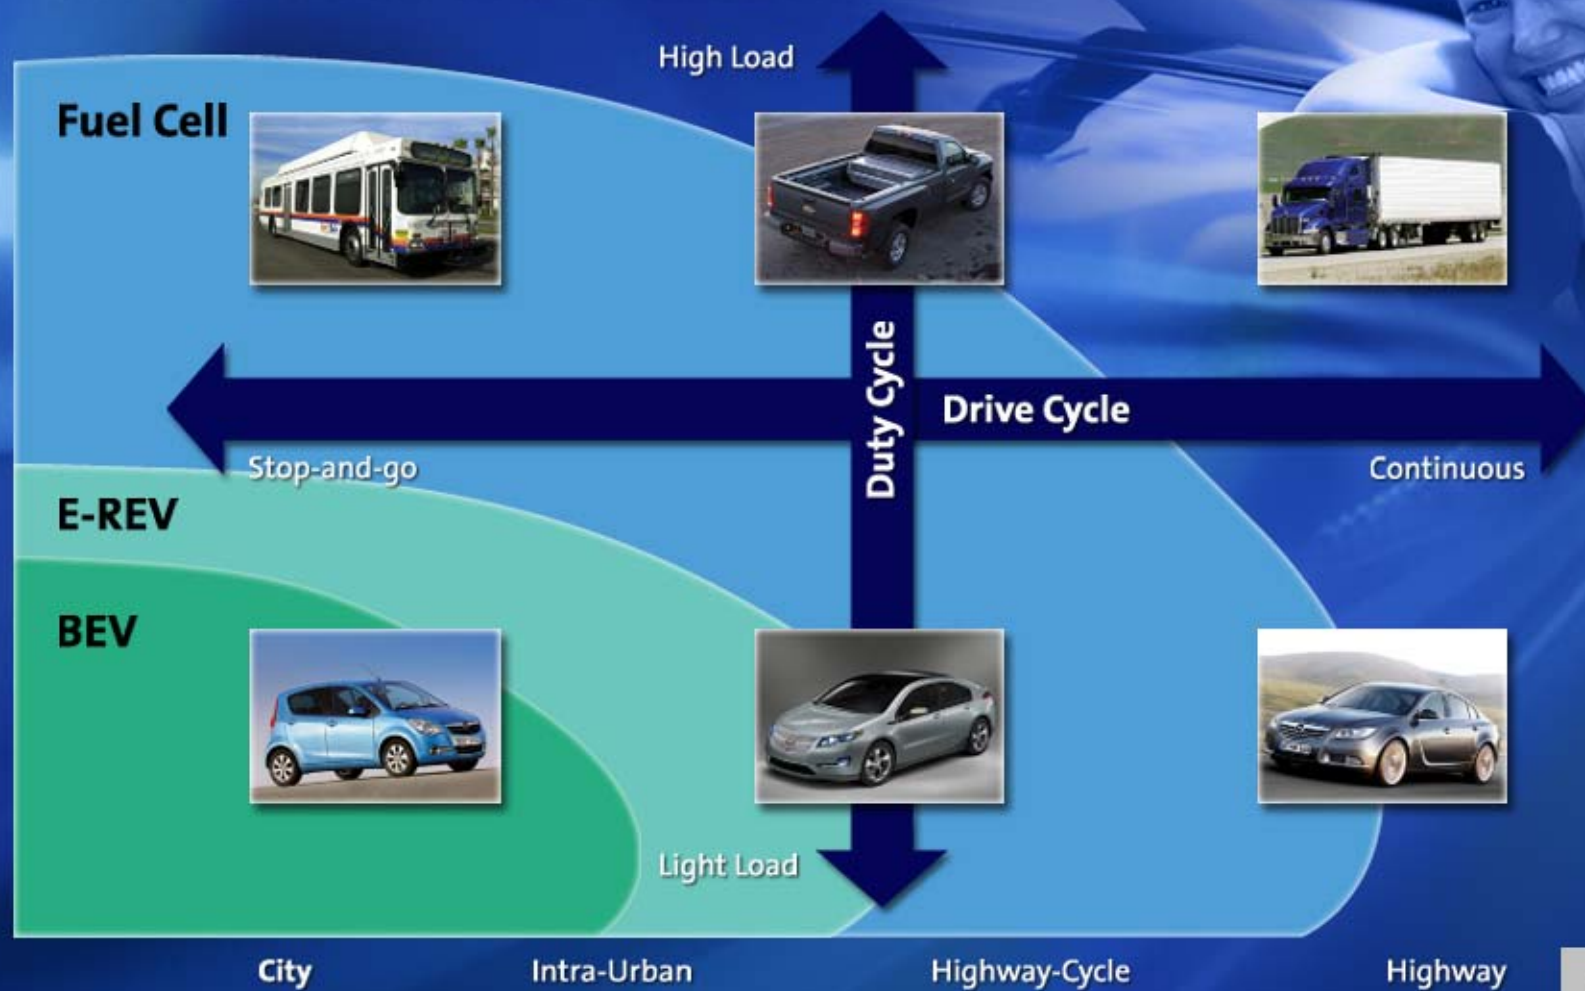 High Load
Fuel Cell
Duty Cycle
Drive Cycle
Stop-and-go
Continuous
E-REV
BEV
Light Load
City
Intra-Urban
Highway-Cycle
Highway